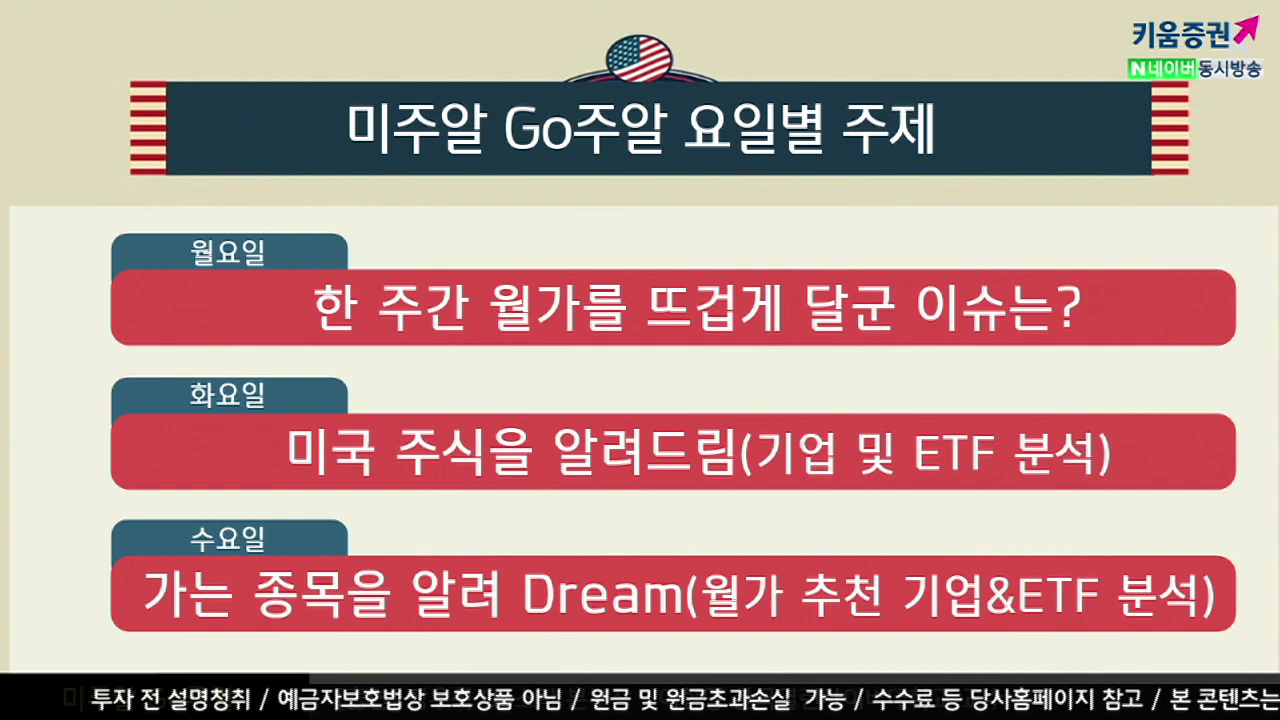 키움증권
N 네이버 동시방송
미주알 Go주알 요일별 주제
월요일
한 주간 월가를 뜨겁게 달군 이슈는?
화요일
미국 주식을 알려드림(기업 및 ETF 분석)
수요일
가는 종목을 알려 Dream(월가 추천 기업&ETF 분석)
투자 전 설명청취 / 예금자보호법상 보호상품 아님 / 원금 및 원금초과손실 가능 / 수수료 등 당사홈페이지 참고 / 본 콘텐츠는